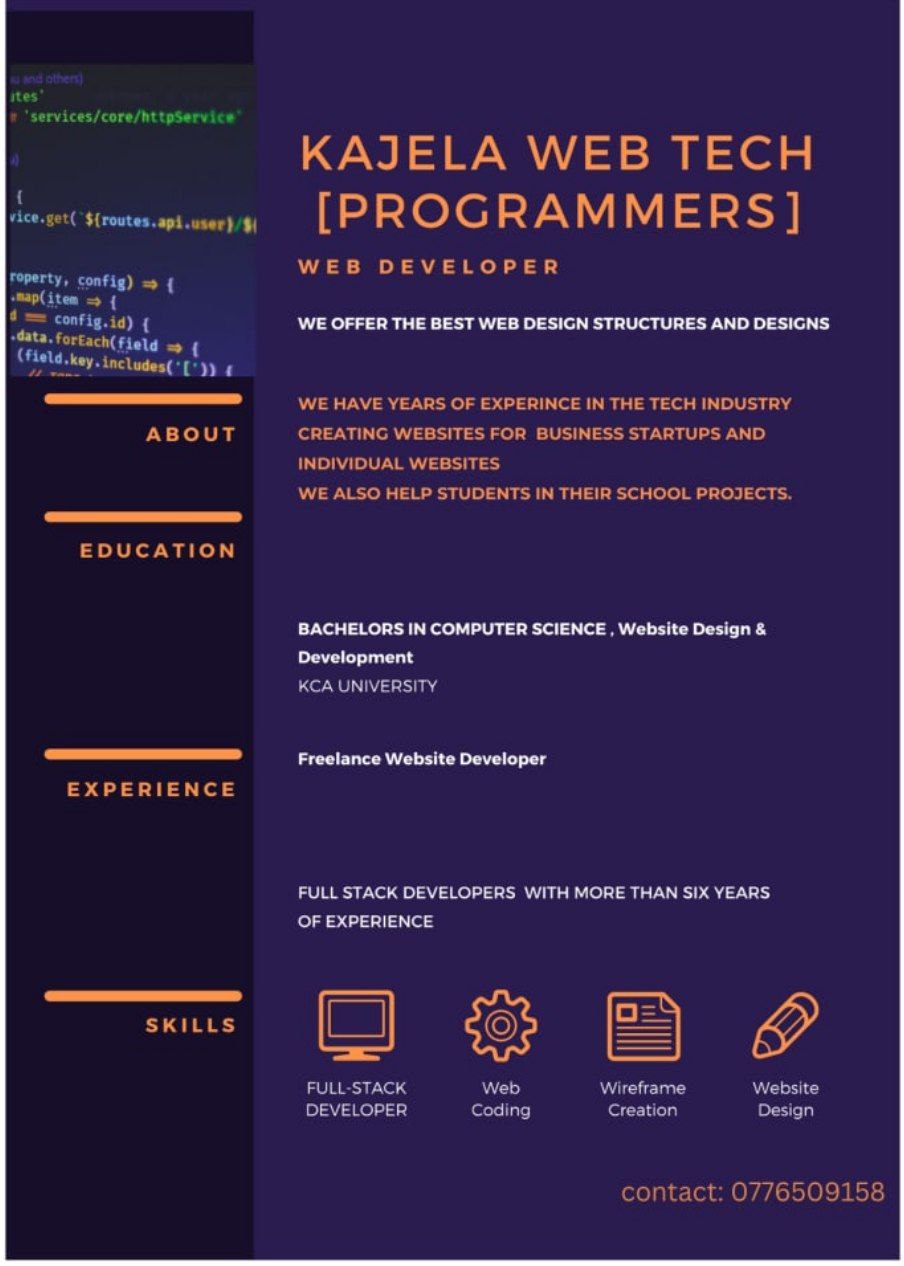 u and others)
utes'
'services/core/httpService'
{
vice.get(`${routes.api.user}/${
roperty, config) => {
.map(item => {
d === config.id) {
.data.forEach(field => {
(field.key.includes('[')) {
//
KAJELA WEB TECH
[PROGRAMMERS]
WEB DEVELOPER
WE OFFER THE BEST WEB DESIGN STRUCTURES AND DESIGNS
ABOUT
WE HAVE YEARS OF EXPERINCE IN THE TECH INDUSTRY
CREATING WEBSITES FOR BUSINESS STARTUPS AND
INDIVIDUAL WEBSITES
WE ALSO HELP STUDENTS IN THEIR SCHOOL PROJECTS.
EDUCATION
BACHELORS IN COMPUTER SCIENCE , Website Design &
Development
KCA UNIVERSITY
EXPERIENCE
Freelance Website Developer
FULL STACK DEVELOPERS WITH MORE THAN SIX YEARS
OF EXPERIENCE
SKILLS
FULL-STACK
DEVELOPER
Web
Coding
Wireframe
Creation
Website
Design
contact: 0776509158